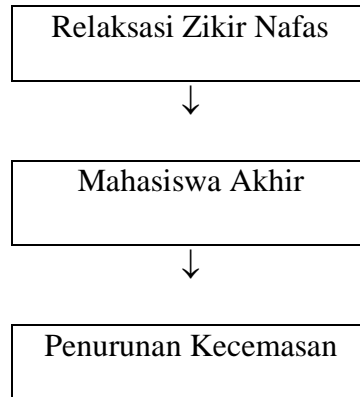 Relaksasi Zikir Nafas
↓
Mahasiswa Akhir
↓
Penurunan Kecemasan